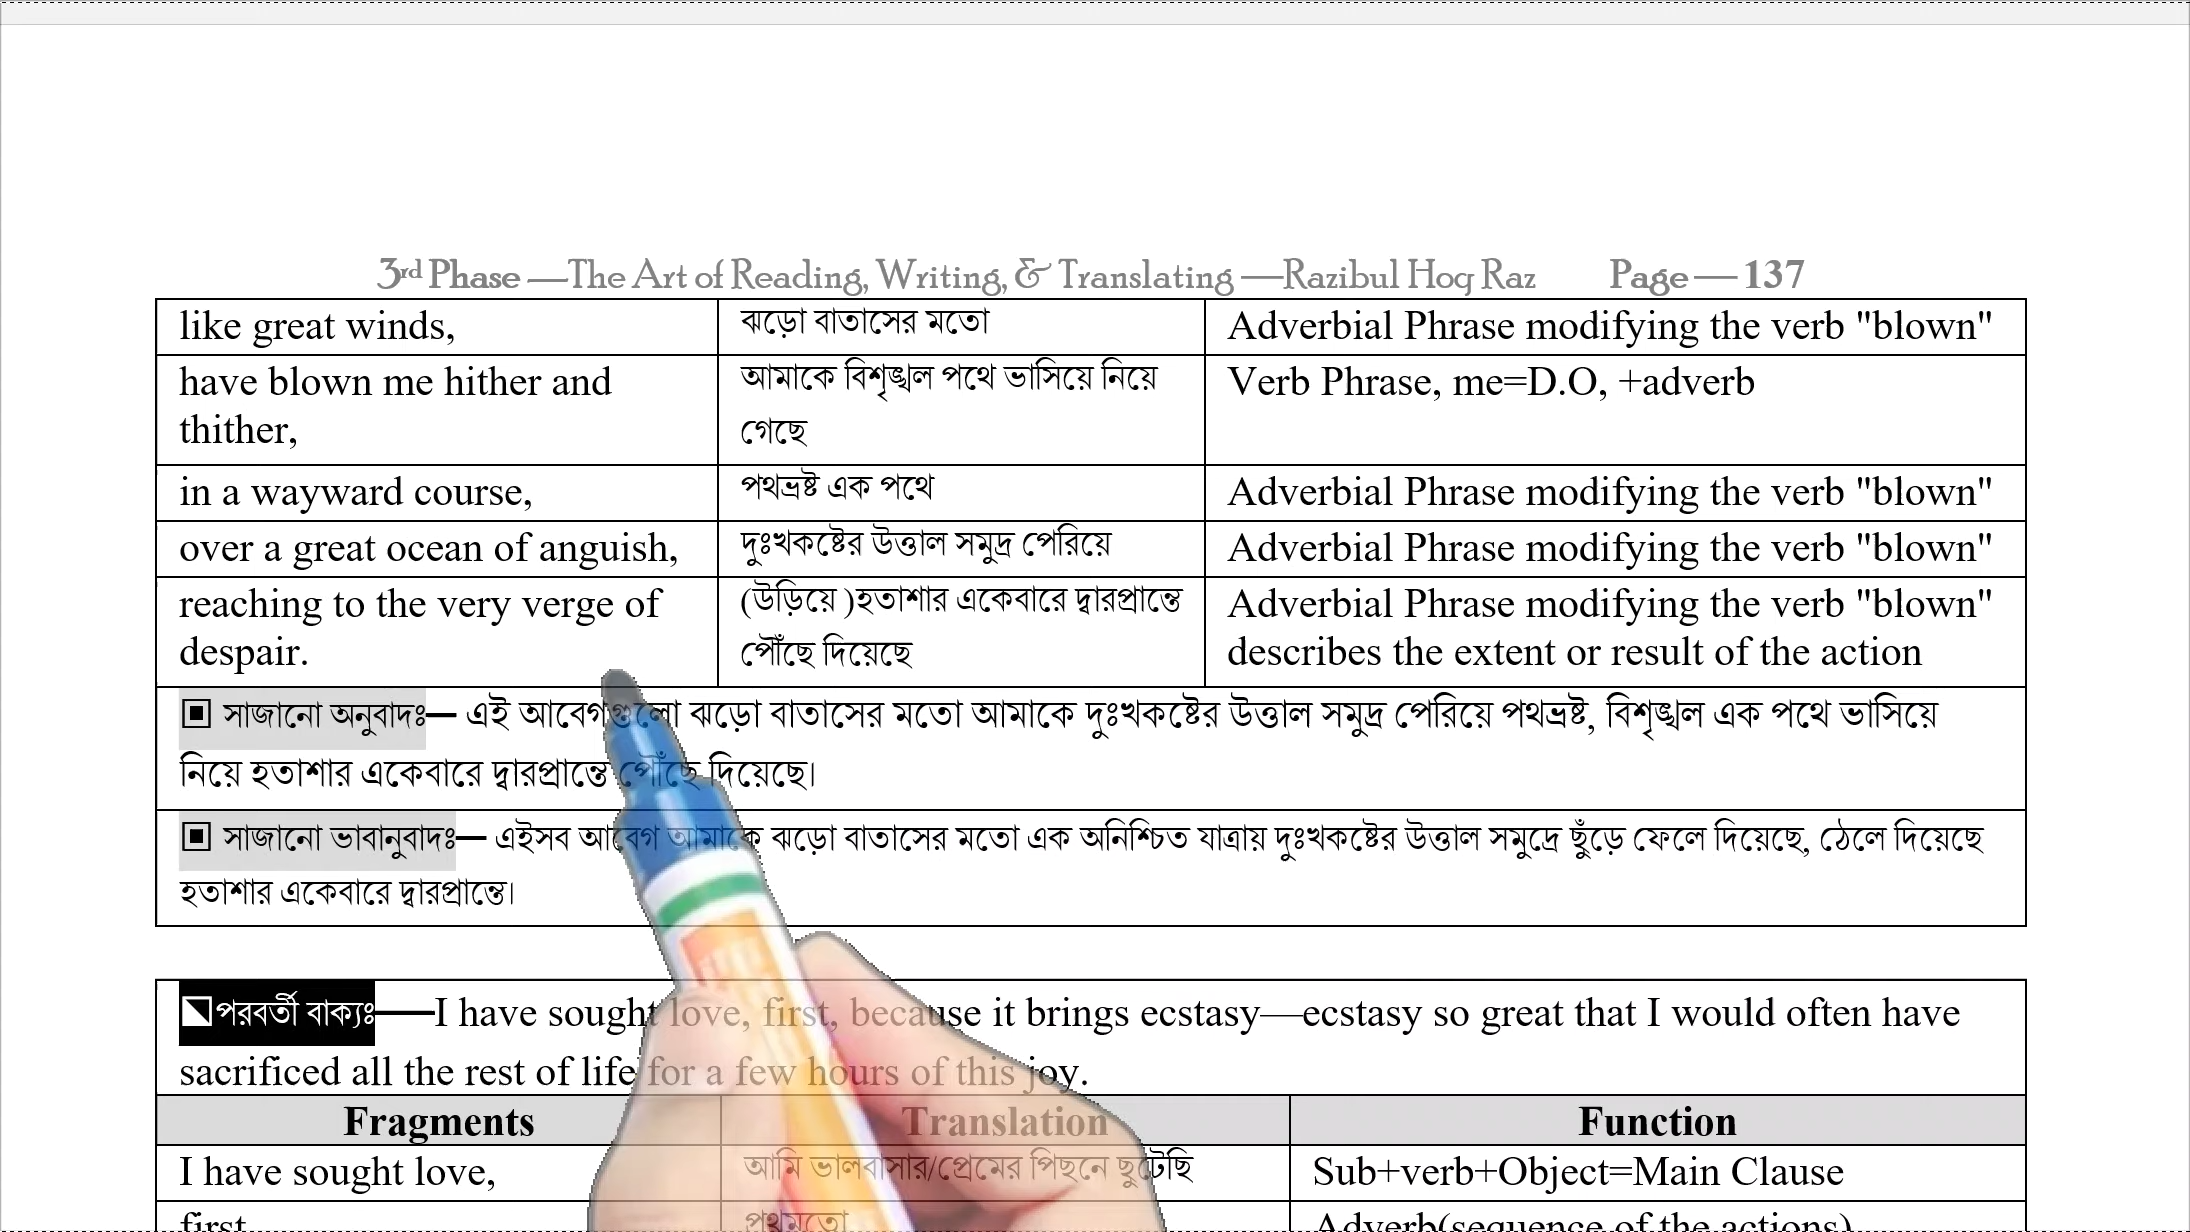 3rd Phase —The Art of Reading, Writing, & Translating —Razibul Hoq Raz Page — 137
like great winds, ঝড়ো বাতাসের মতো Adverbial Phrase modifying the verb "blown"
have blown me hither and আমাকে বিশৃঙ্খল পথে ভাসিয়ে নিয়ে Verb Phrase, me=D.O, +adverb
thither, গেছে
in a wayward course, পথভ্রষ্ট এক পথে Adverbial Phrase modifying the verb "blown"
over a great ocean of anguish, দুঃখকষ্টের উত্তাল সমুদ্র পেরিয়ে Adverbial Phrase modifying the verb "blown"
reaching to the very verge of (উড়িয়ে )হতাশার একেবারে দ্বারপ্রান্তে Adverbial Phrase modifying the verb "blown"
despair. পৌঁছে দিয়েছে describes the extent or result of the action
▣ সাজানো অনুবাদঃ— এই আবেগগুলো ঝড়ো বাতাসের মতো আমাকে দুঃখকষ্টের উত্তাল সমুদ্র পেরিয়ে পথভ্রষ্ট, বিশৃঙ্খল এক পথে ভাসিয়ে
নিয়ে হতাশার একেবারে দ্বারপ্রান্তে পৌঁছে দিয়েছে।
▣ সাজানো ভাবানুবাদঃ— এইসব আবেগ আমাকে ঝড়ো বাতাসের মতো এক অনিশ্চিত যাত্রায় দুঃখকষ্টের উত্তাল সমুদ্রে ছুঁড়ে ফেলে দিয়েছে, ঠেলে দিয়েছে
হতাশার একেবারে দ্বারপ্রান্তে।
পরবর্তী বাক্যঃ——I have sought love, first, because it brings ecstasy—ecstasy so great that I would often have
sacrificed all the rest of life for a few hours of this joy.
Fragments Translation Function
I have sought love, আমি ভালবাসার/প্রেমের পিছনে ছুটেছি Sub+verb+Object=Main Clause
first প্রথমতো Adverb(sequence of the actions)